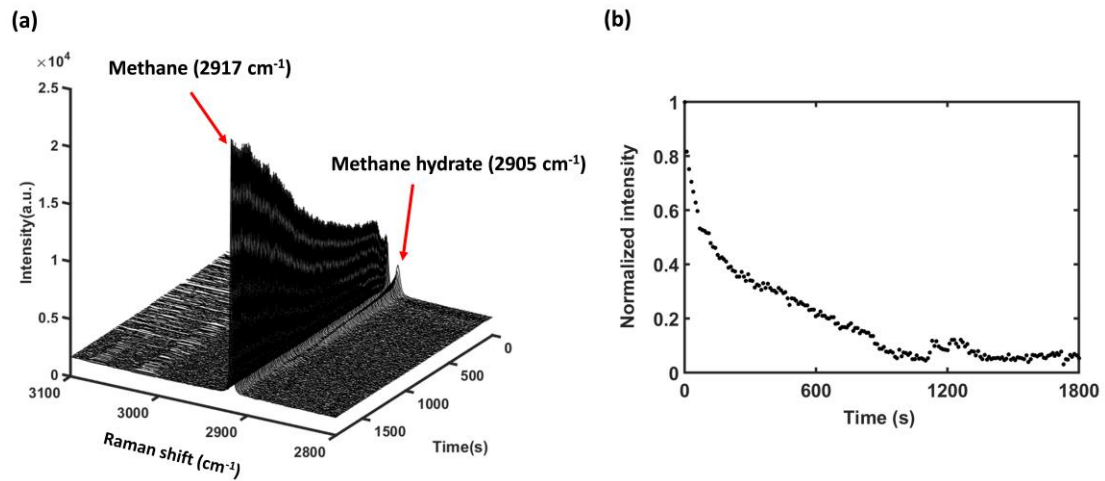 (a)
×10⁴
2.5
2
1.5
1
0.5
0
Intensity(a.u.)
Methane (2917 cm⁻¹)
Methane hydrate (2905 cm⁻¹)
3100
3000
2900
2800
Raman shift (cm⁻¹)
0
500
1000
1500
Time(s)
(b)
1
0.8
0.6
0.4
0.2
0
Normalized intensity
0
600
1200
1800
Time (s)